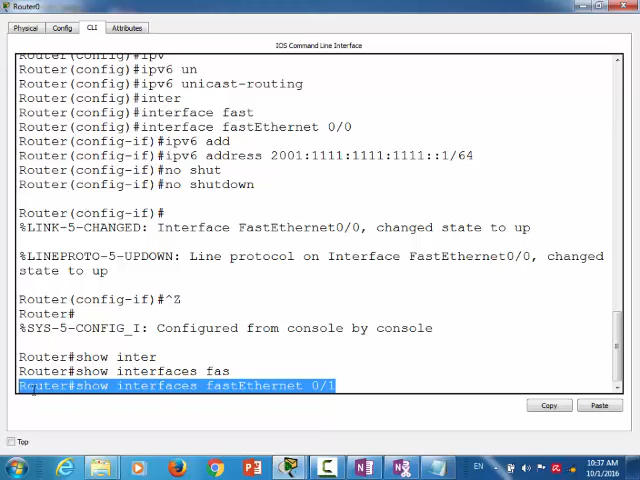 Router0
Physical
Config
CLI
Attributes
IOS Command Line Interface
Router(config)#ipv
Router(config)#ipv6 un
Router(config)#ipv6 unicast-routing
Router(config)#inter
Router(config)#interface fast
Router(config)#interface fastEthernet 0/0
Router(config-if)#ipv6 add
Router(config-if)#ipv6 address 2001:1111:1111:1111::1/64
Router(config-if)#no shut
Router(config-if)#no shutdown
Router(config-if)#
%LINK-5-CHANGED: Interface FastEthernet0/0, changed state to up
%LINEPROTO-5-UPDOWN: Line protocol on Interface FastEthernet0/0, changed
state to up
Router(config-if)#^Z
Router#
%SYS-5-CONFIG_I: Configured from console by console
Router#show inter
Router#show interfaces fas
Router#show interfaces fastEthernet 0/1
Copy
Paste
Top
EN
10:37 AM
10/1/2016